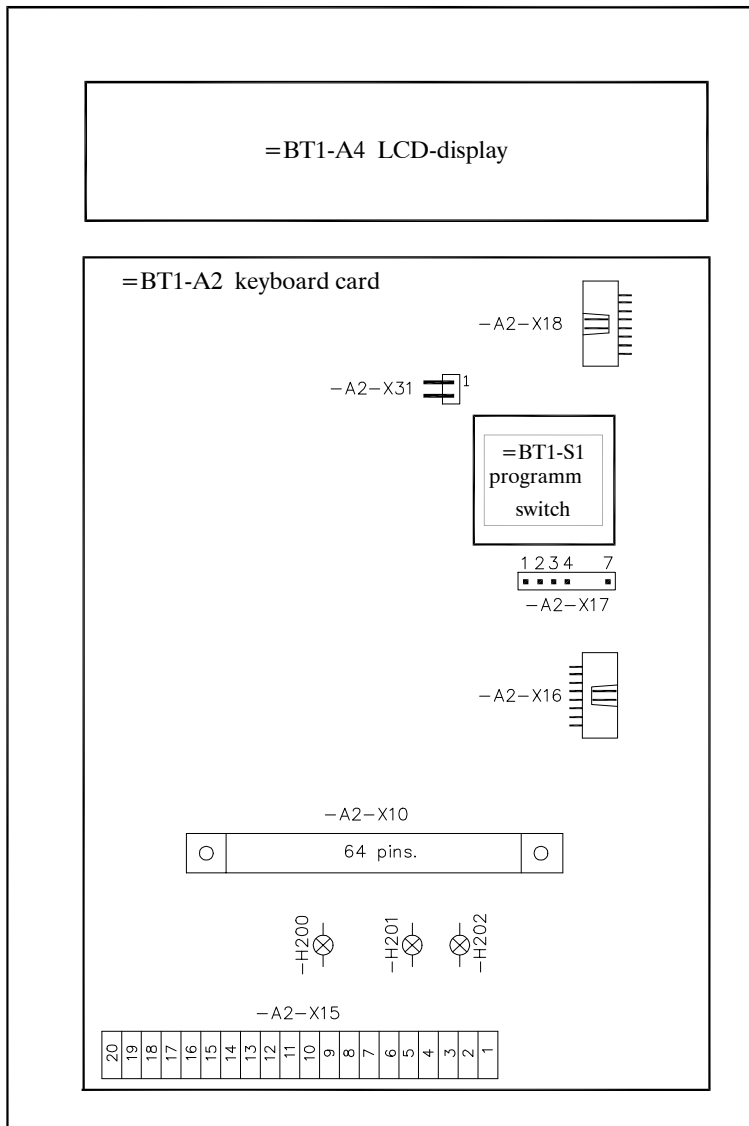 =BT1-A4 LCD-display
=BT1-A2 keyboard card
-A2-X18
-A2-X31
1
=BT1-S1
programm
switch
1 2 3 4 7
-A2-X17
-A2-X16
-A2-X10
64 pins.
-H200
-H201
-H202
-A2-X15
20 19 18 17 16 15 14 13 12 11 10 9 8 7 6 5 4 3 2 1